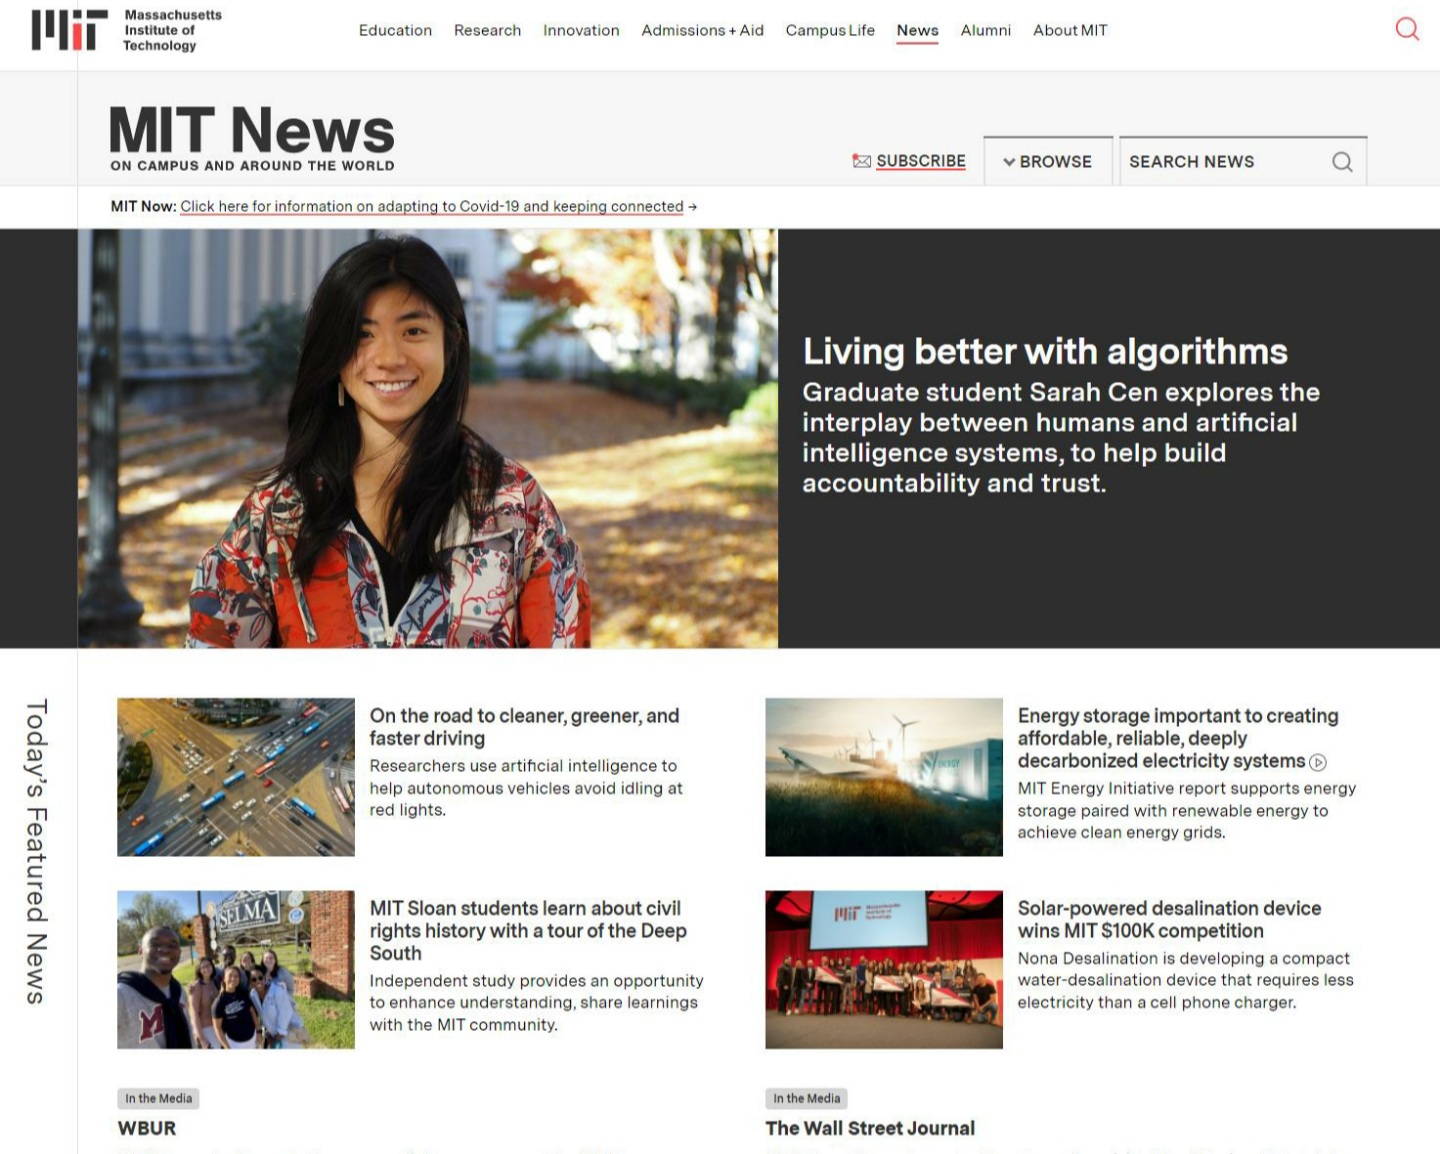 Massachusetts
Institute of
Technology
Education Research Innovation Admissions + Aid Campus Life News Alumni About MIT
MIT News
ON CAMPUS AND AROUND THE WORLD
SUBSCRIBE
BROWSE
SEARCH NEWS
MIT Now: Click here for information on adapting to Covid-19 and keeping connected →
Living better with algorithms
Graduate student Sarah Cen explores the
interplay between humans and artificial
intelligence systems, to help build
accountability and trust.
Today's Featured News
On the road to cleaner, greener, and
faster driving
Researchers use artificial intelligence to
help autonomous vehicles avoid idling at
red lights.
ENERGY
Energy storage important to creating
affordable, reliable, deeply
decarbonized electricity systems
MIT Energy Initiative report supports energy
storage paired with renewable energy to
achieve clean energy grids.
SELMA
M
MIT Sloan students learn about civil
rights history with a tour of the Deep
South
Independent study provides an opportunity
to enhance understanding, share learnings
with the MIT community.
Massachusetts
Institute of
Technology
Solar-powered desalination device
wins MIT $100K competition
Nona Desalination is developing a compact
water-desalination device that requires less
electricity than a cell phone charger.
In the Media
WBUR
In the Media
The Wall Street Journal